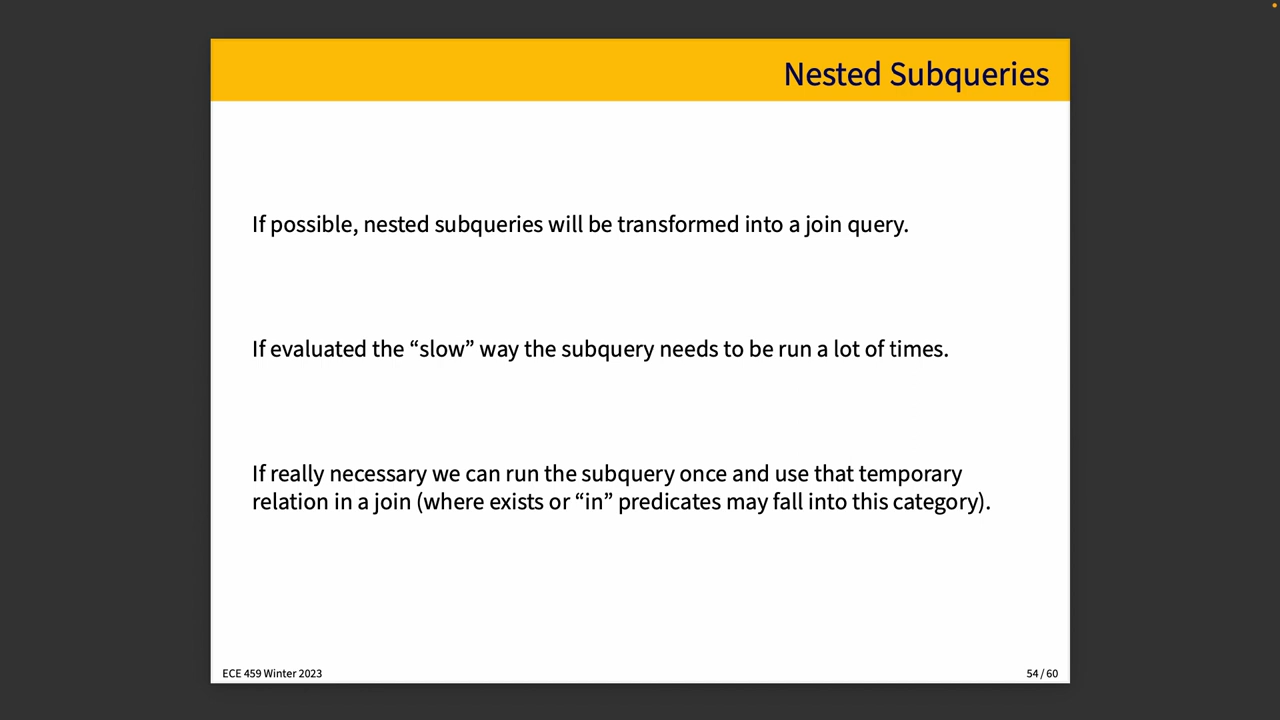 Nested Subqueries
If possible, nested subqueries will be transformed into a join query.
If evaluated the “slow” way the subquery needs to be run a lot of times.
If really necessary we can run the subquery once and use that temporary
relation in a join (where exists or “in” predicates may fall into this category).
ECE 459 Winter 2023
54 / 60